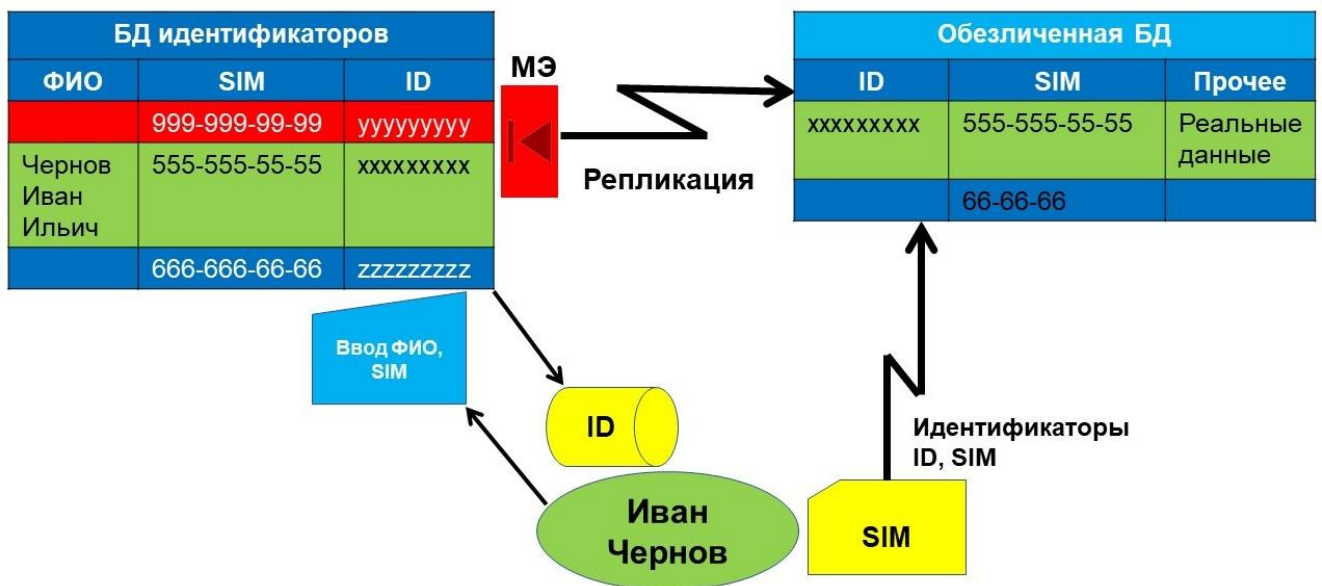 БД идентификаторов
ФИО SIM ID
999-999-99-99 yyyyyyyyy
Чернов 555-555-55-55 xxxxxxxxx
Иван
Ильич
666-666-66-66 zzzzzzzzz
МЭ
Репликация
Обезличенная БД
ID SIM Прочее
xxxxxxxxx 555-555-55-55 Реальные
данные
66-66-66
Ввод ФИО,
SIM
ID
Иван
Чернов
Идентификаторы
ID, SIM
SIM